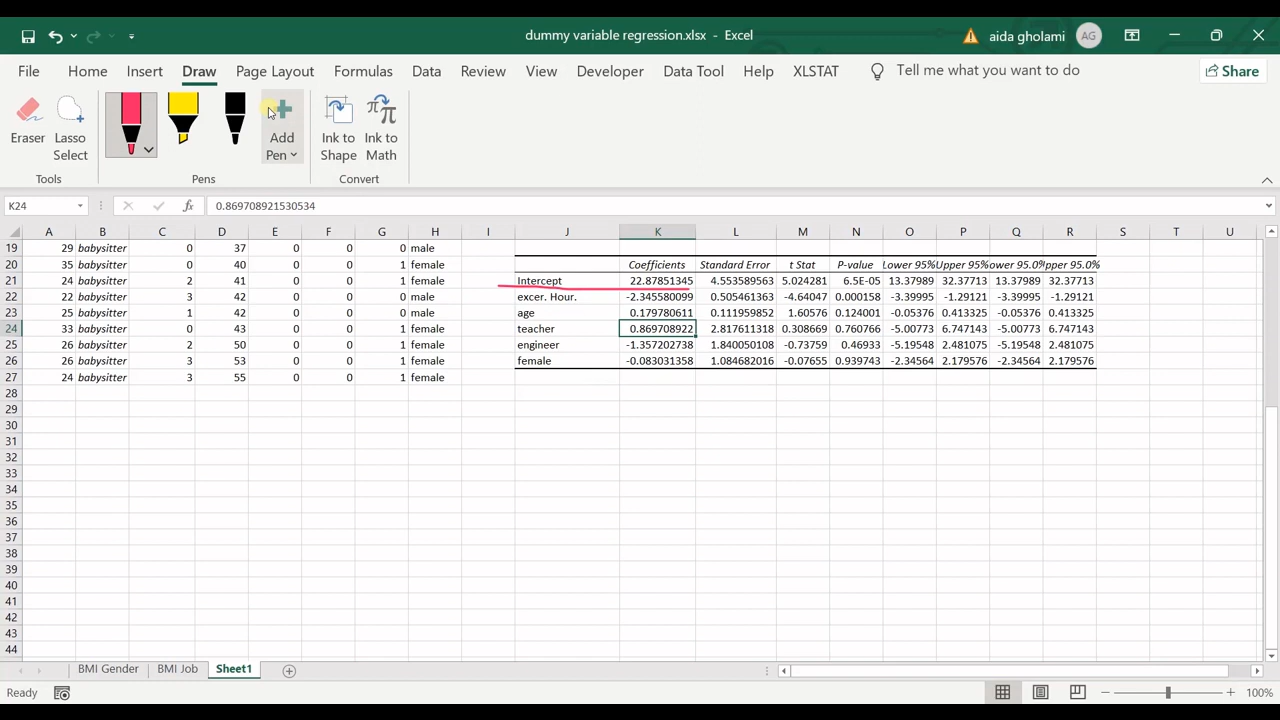 dummy variable regression.xlsx - Excel
aida gholami AG
File Home Insert Draw Page Layout Formulas Data Review View Developer Data Tool Help XLSTAT Tell me what you want to do Share
Eraser Lasso Select Add Pen Ink to Shape Ink to Math
Tools Pens Convert
K24 fx 0.869708921530534
A B C D E F G H I J K L M N O P Q R S T U
19 29 babysitter 0 37 0 0 0 male
20 35 babysitter 0 40 0 0 1 female Coefficients Standard Error t Stat P-value Lower 95% Upper 95% ower 95.0% pper 95.0%
21 24 babysitter 2 41 0 0 1 female Intercept 22.87851345 4.553589563 5.024281 6.5E-05 13.37989 32.37713 13.37989 32.37713
22 22 babysitter 3 42 0 0 0 male excer. Hour. -2.345580099 0.505461363 -4.64047 0.000158 -3.39995 -1.29121 -3.39995 -1.29121
23 25 babysitter 1 42 0 0 0 male age 0.179780611 0.111959852 1.60576 0.124001 -0.05376 0.413325 -0.05376 0.413325
24 33 babysitter 0 43 0 0 1 female teacher 0.869708922 2.817611318 0.308669 0.760766 -5.00773 6.747143 -5.00773 6.747143
25 26 babysitter 2 50 0 0 1 female engineer -1.357202738 1.840050108 -0.73759 0.46933 -5.19548 2.481075 -5.19548 2.481075
26 26 babysitter 3 53 0 0 1 female female -0.083031358 1.084682016 -0.07655 0.939743 -2.34564 2.179576 -2.34564 2.179576
27 24 babysitter 3 55 0 0 1 female
28
29
30
31
32
33
34
35
36
37
38
39
40
41
42
43
44
BMI Gender BMI Job Sheet1
Ready 100%